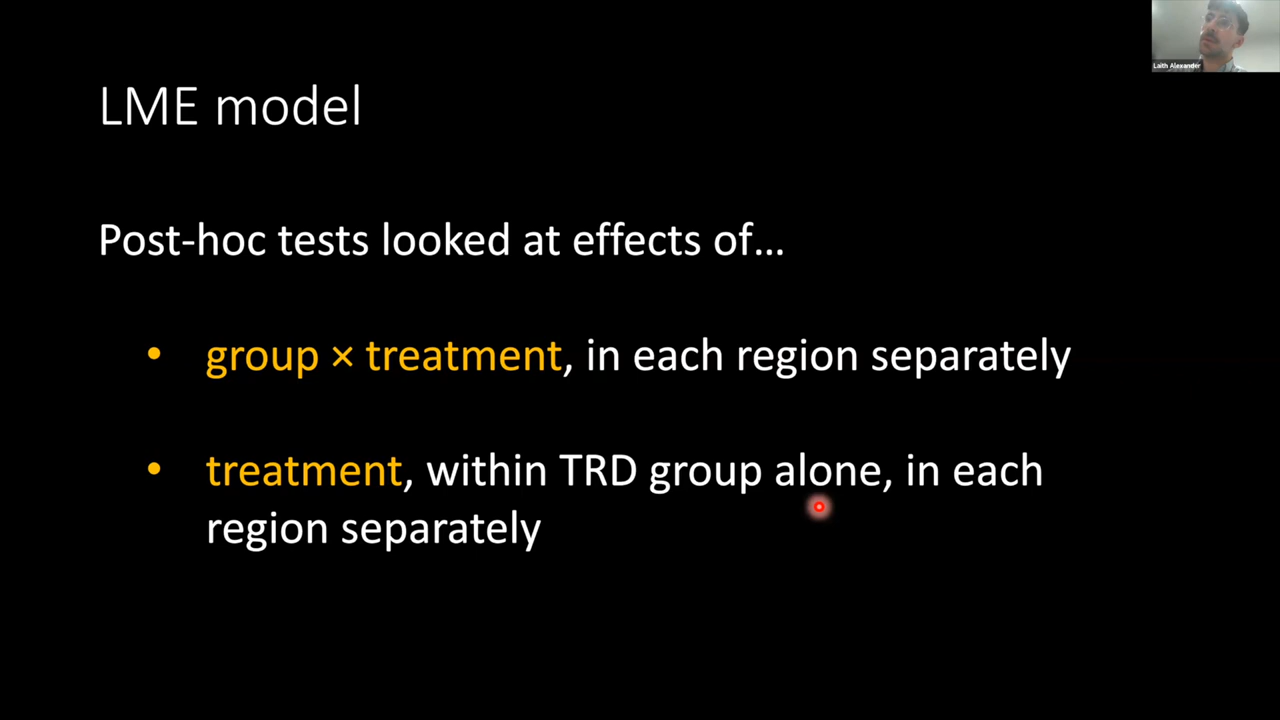 Laith Alexander
LME model
Post-hoc tests looked at effects of…
• group × treatment, in each region separately
• treatment, within TRD group alone, in each
region separately